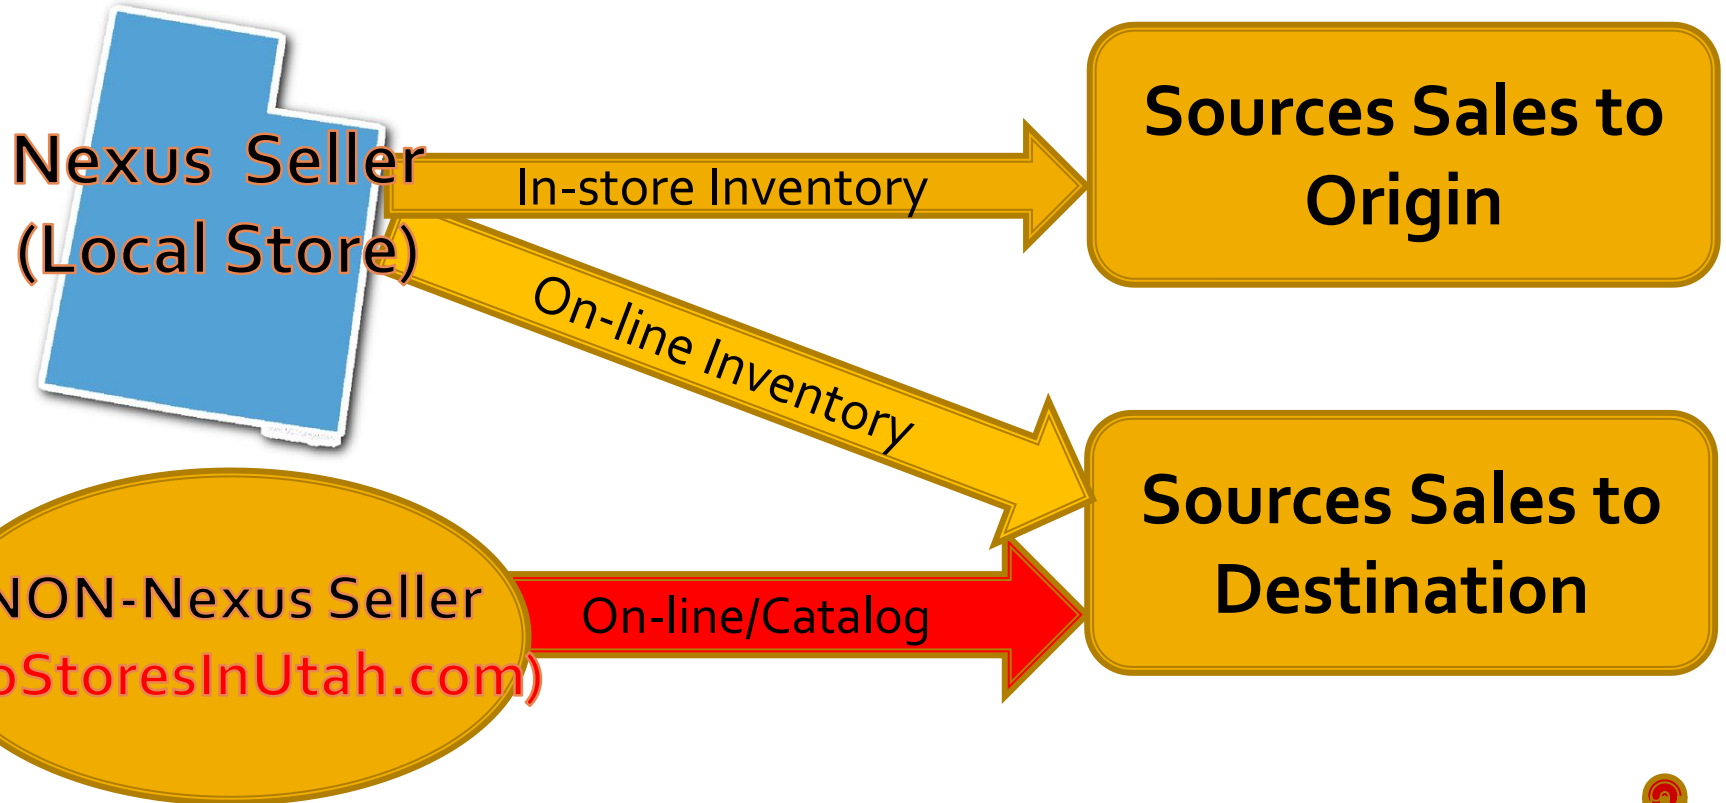 Nexus Seller
(Local Store)
In-store Inventory
Sources Sales to
Origin
On-line Inventory
Sources Sales to
Destination
NON-Nexus Seller
oStoresInUtah.com)
On-line/Catalog